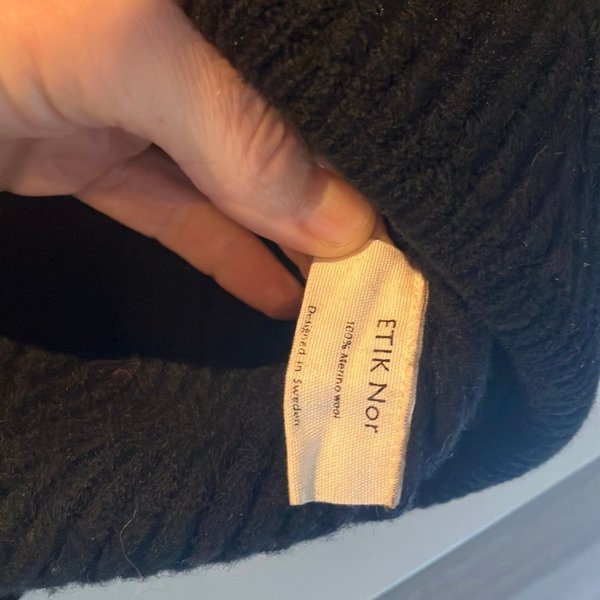 ETIK Nor
100% Merino wool
Designed in Sweden